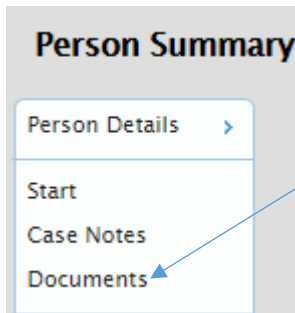 Person Summary
Person Details
Start
Case Notes
Documents